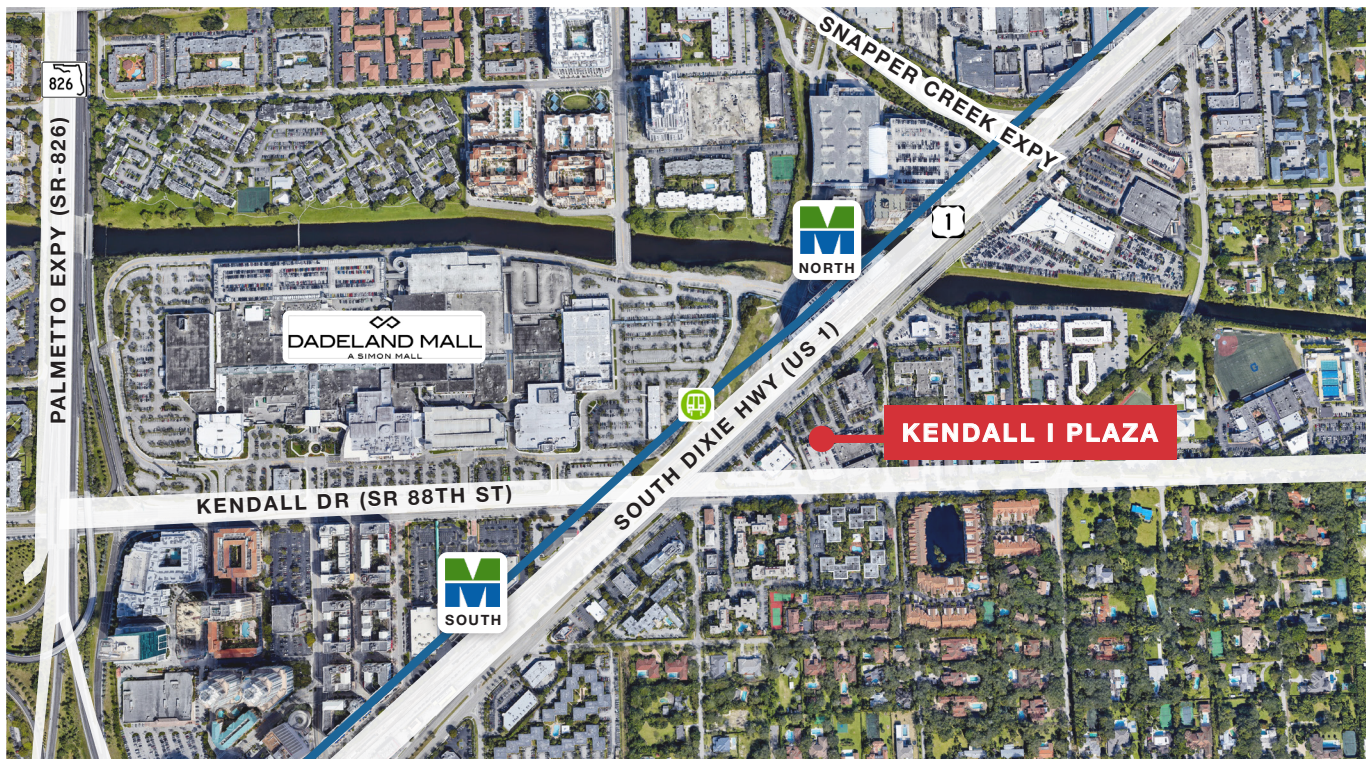 SNAPPER CREEK EXPY
826
PALMETTO EXPY (SR-826)
1
NORTH
DADELAND MALL
A SIMON MALL
SOUTH DIXIE HWY (US 1)
KENDALL I PLAZA
KENDALL DR (SR 88TH ST)
SOUTH